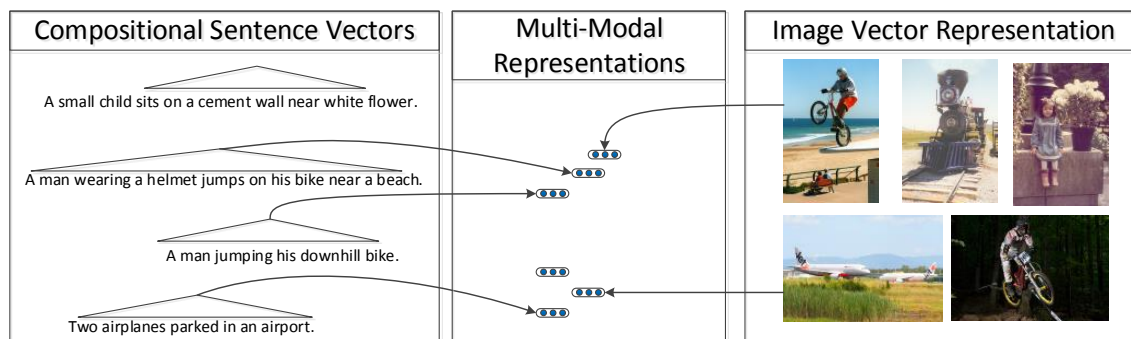 Compositional Sentence Vectors
A small child sits on a cement wall near white flower.
A man wearing a helmet jumps on his bike near a beach.
A man jumping his downhill bike.
Two airplanes parked in an airport.
Multi-Modal
Representations
Image Vector Representation